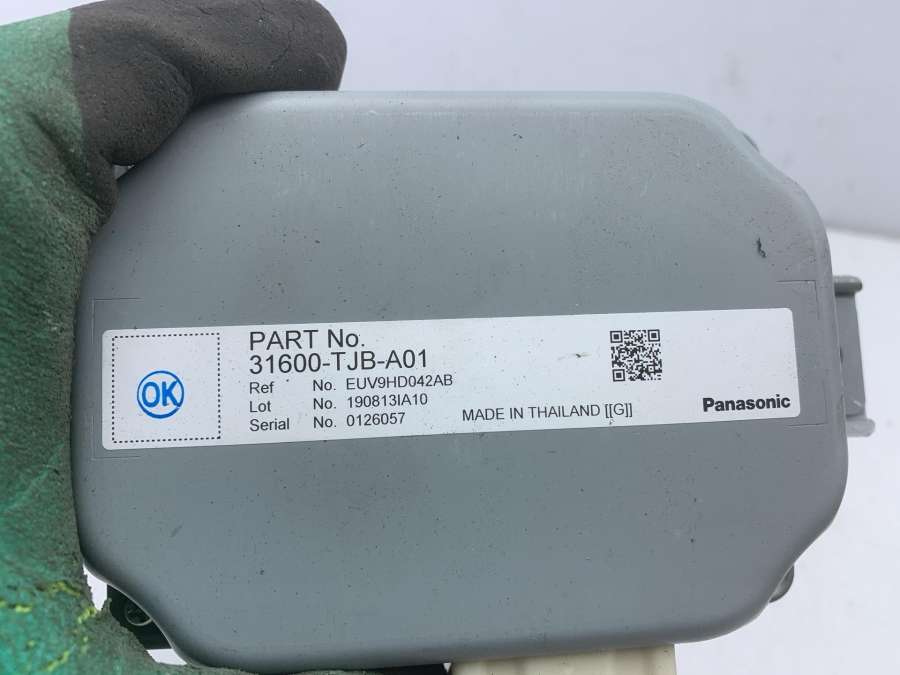 OK
PART No.
31600-TJB-A01
Ref No. EUV9HD042AB
Lot No. 190813IA10
Serial No. 0126057
MADE IN THAILAND [[G]]
Panasonic